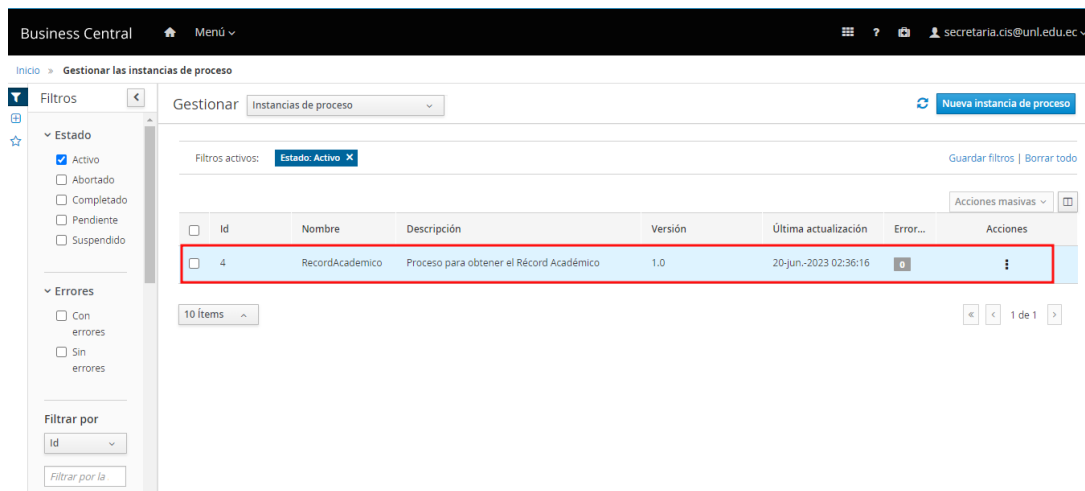 Business Central Menú ? secretaria.cis@unl.edu.ec
Inicio » Gestionar las instancias de proceso
Filtros Gestionar Instancias de proceso Nueva instancia de proceso
Estado
Activo
Abortado
Completado
Pendiente
Suspendido
Filtros activos: Estado: Activo X Guardar filtros | Borrar todo
Acciones masivas
Id Nombre Descripción Versión Última actualización Error... Acciones
4 RecordAcademico Proceso para obtener el Récord Académico 1.0 20-jun.-2023 02:36:16 0
Errores
Con
errores
Sin
errores
10 Ítems « < 1 de 1 >
Filtrar por
Id
Filtrar por la